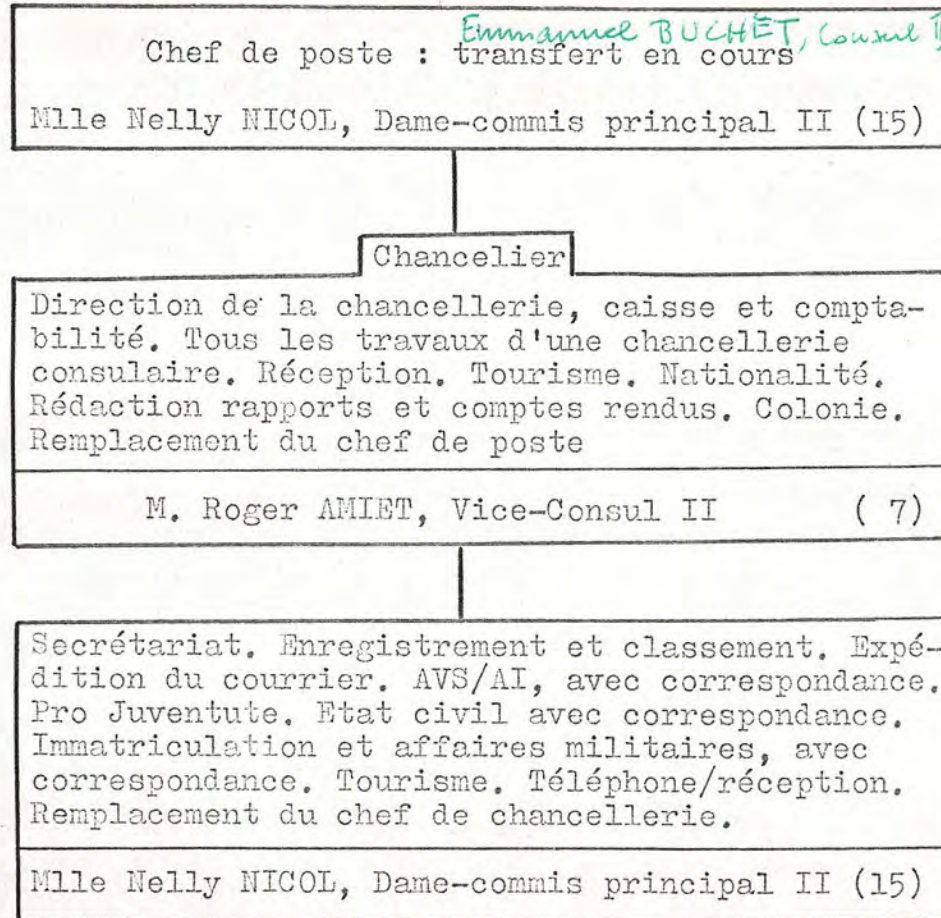 Emmanuel BUCHET, Consul
Chef de poste : transfert en cours
Mlle Nelly NICOL, Dame-commis principal II (15)
Chancelier
Direction de la chancellerie, caisse et compta-
bilité. Tous les travaux d'une chancellerie
consulaire. Réception. Tourisme. Nationalité.
Rédaction rapports et comptes rendus. Colonie.
Remplacement du chef de poste
M. Roger AMIET, Vice-Consul II ( 7)
Secrétariat. Enregistrement et classement. Expé-
dition du courrier. AVS/AI, avec correspondance.
Pro Juventute. Etat civil avec correspondance.
Immatriculation et affaires militaires, avec
correspondance. Tourisme. Téléphone/réception.
Remplacement du chef de chancellerie.
Mlle Nelly NICOL, Dame-commis principal II (15)